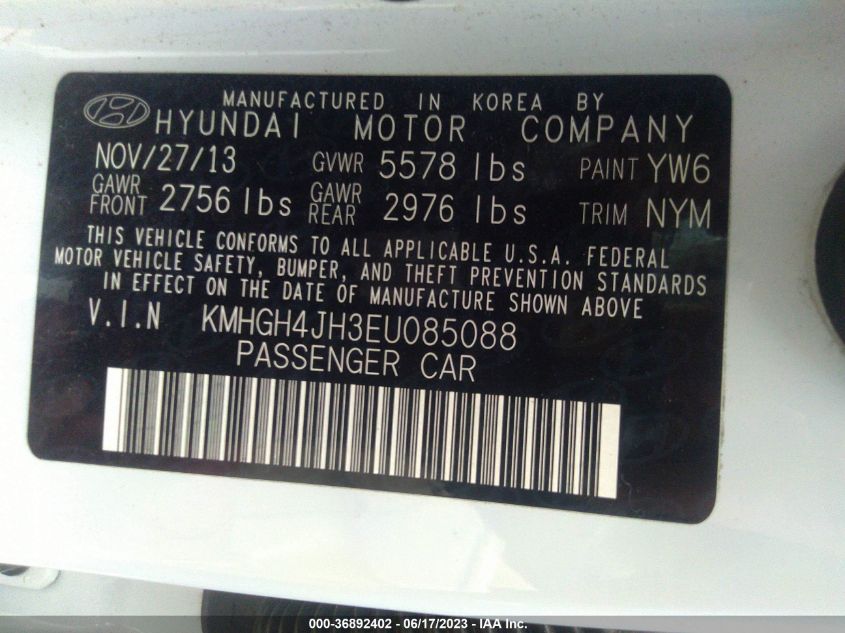 MANUFACTURED IN KOREA BY
HYUNDAI MOTOR COMPANY
NOV/27/13 GVWR 5578 lbs PAINT YW6
GAWR FRONT 2756 lbs GAWR REAR 2976 lbs TRIM NYM
THIS VEHICLE CONFORMS TO ALL APPLICABLE U.S.A. FEDERAL
MOTOR VEHICLE SAFETY, BUMPER, AND THEFT PREVENTION STANDARDS
IN EFFECT ON THE DATE OF MANUFACTURE SHOWN ABOVE
V.I.N KMHGH4JH3EU085088
PASSENGER CAR
000-36892402 - 06/17/2023 - IAA Inc.